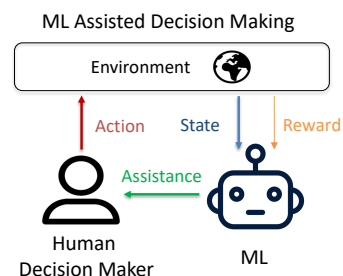 ML Assisted Decision Making
Environment
Action
State
Reward
Assistance
Human
Decision Maker
ML